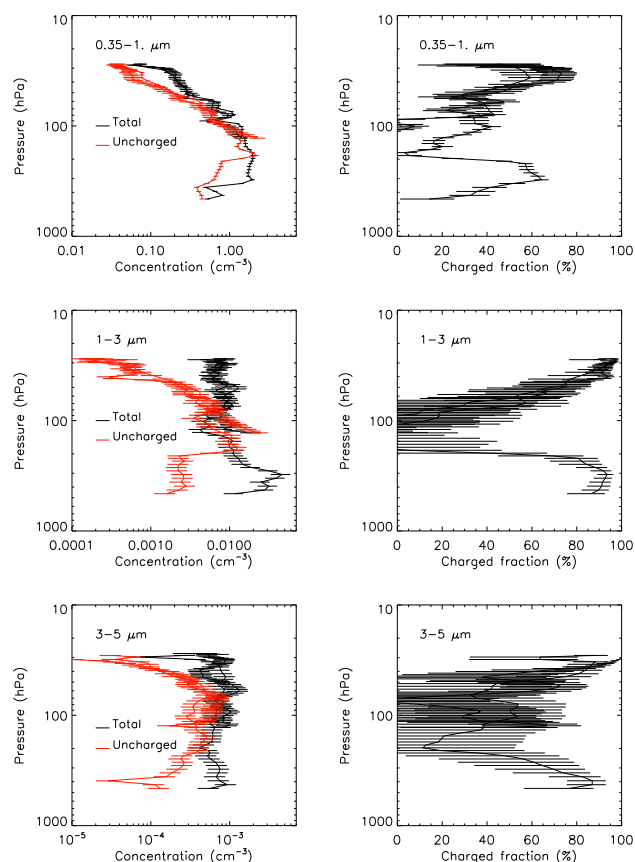 10
0.35−1. μm
100
Total
Uncharged
1000
0.01 0.10 1.00
Concentration (cm⁻³)
Pressure (hPa)
10
0.35−1. μm
100
1000
0 20 40 60 80 100
Charged fraction (%)
Pressure (hPa)
10
1−3 μm
100
Total
Uncharged
1000
0.0001 0.0010 0.0100
Concentration (cm⁻³)
Pressure (hPa)
10
1−3 μm
100
1000
0 20 40 60 80 100
Charged fraction (%)
Pressure (hPa)
10
3−5 μm
100
Total
Uncharged
1000
10⁻⁵ 10⁻⁴ 10⁻³
Concentration (cm⁻³)
Pressure (hPa)
10
3−5 μm
100
1000
0 20 40 60 80 100
Charged fraction (%)
Pressure (hPa)